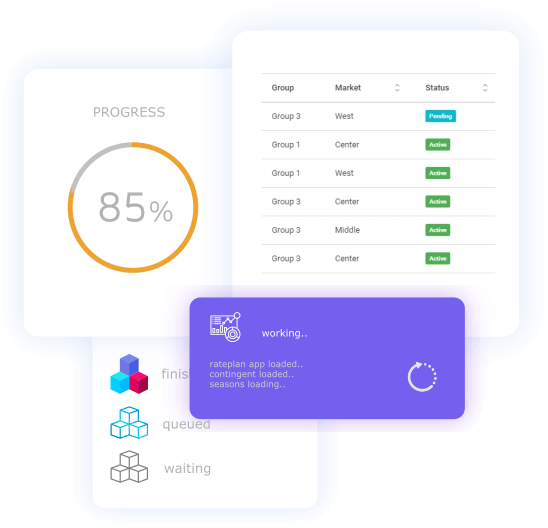 PROGRESS
85%
Group Market Status
Group 3 West Pending
Group 1 Center Active
Group 1 West Active
Group 3 Center Active
Group 3 Middle Active
Group 3 Center Active
working..
rateplan app loaded..
contingent loaded..
seasons loading..
finis
queued
waiting